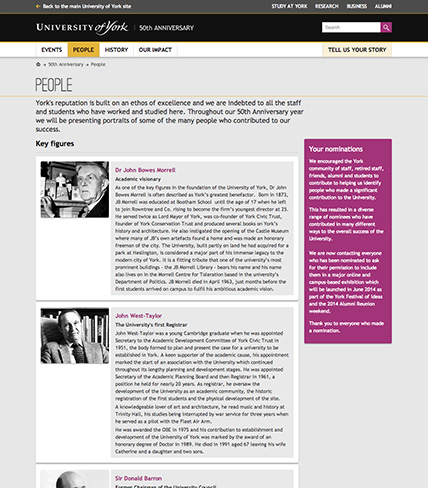 Back to the main University of York site
STUDY AT YORK RESEARCH BUSINESS ALUMNI
UNIVERSITY of York 50th ANNIVERSARY
Search
EVENTS PEOPLE HISTORY OUR IMPACT TELL US YOUR STORY
50th Anniversary » People
PEOPLE
York's reputation is built on an ethos of excellence and we are indebted to all the staff
and students who have worked and studied here. Throughout our 50th Anniversary year
we will be presenting portraits of some of the many people who contributed to our
success.
Key figures
Dr John Bowes Morrell
Academic visionary
As one of the key figures in the foundation of the University of York, Dr John
Bowes Morrell is often described as York's greatest benefactor. Born in 1873,
JB Morrell was educated at Bootham School until the age of 17 when he left
to join Rowntree and Co. rising to become the firm's youngest director at 25.
He served twice as Lord Mayor of York, was co-founder of York Civic Trust,
founder of York Conservation Trust and produced several books on York's
history and architecture. He also instigated the opening of the Castle Museum
where many of JB's own artefacts found a home and was made an honorary
freeman of the city. The University, built partly on land he had acquired for a
park at Heslington, is considered a major part of his immense legacy to the
modern city of York. It is a fitting tribute that one of the university's most
prominent buildings - the JB Morrell Library - bears his name and his name
also lives on in the Morrell Centre for Toleration based in the university's
Department of Politics. JB Morrell died in April 1963, just months before the
first students arrived on campus to fulfil his ambitious academic vision.
John West-Taylor
The University's first Registrar
John West-Taylor was a young Cambridge graduate when he was appointed
Secretary to the Academic Development Committee of York Civic Trust in
1951, the body formed to plan and present the case for a university to be
established in York. A keen supporter of the academic cause, his appointment
marked the start of an association with the University which continued
throughout its lengthy planning and development stages. He was appointed
Secretary of the Academic Planning Board and then Registrar in 1961, a
position he held for nearly 20 years. As registrar, he oversaw the
development of the University as an academic community, the historic
registration of the first students and the physical development of the site.
A knowledgeable lover of art and architecture, he read music and history at
Trinity Hall, his studies being interrupted by war service for three years when
he served as a pilot with the Fleet Air Arm.
He was awarded the OBE in 1975 and his contribution to establishment and
development of the University of York was marked by the award of an
honorary degree of Doctor in 1989. He died in 1991 aged 67 leaving his wife
Catherine and a daughter and two sons.
Sir Donald Barron
Former Chairman of the University Council
Your nominations
We encouraged the York
community of staff, retired staff,
friends, alumni and students to
contribute to helping us identify
people who made a significant
contribution to the University.
This has resulted in a diverse
range of nominees who have
contributed in many different
ways to the overall success of the
University.
We are now contacting everyone
who has been nominated to ask
for their permission to include
them in a major online and
campus-based exhibition which
will be launched in June 2014 as
part of the York Festival of Ideas
and the 2014 Alumni Reunion
weekend.
Thank you to everyone who made
a nomination.